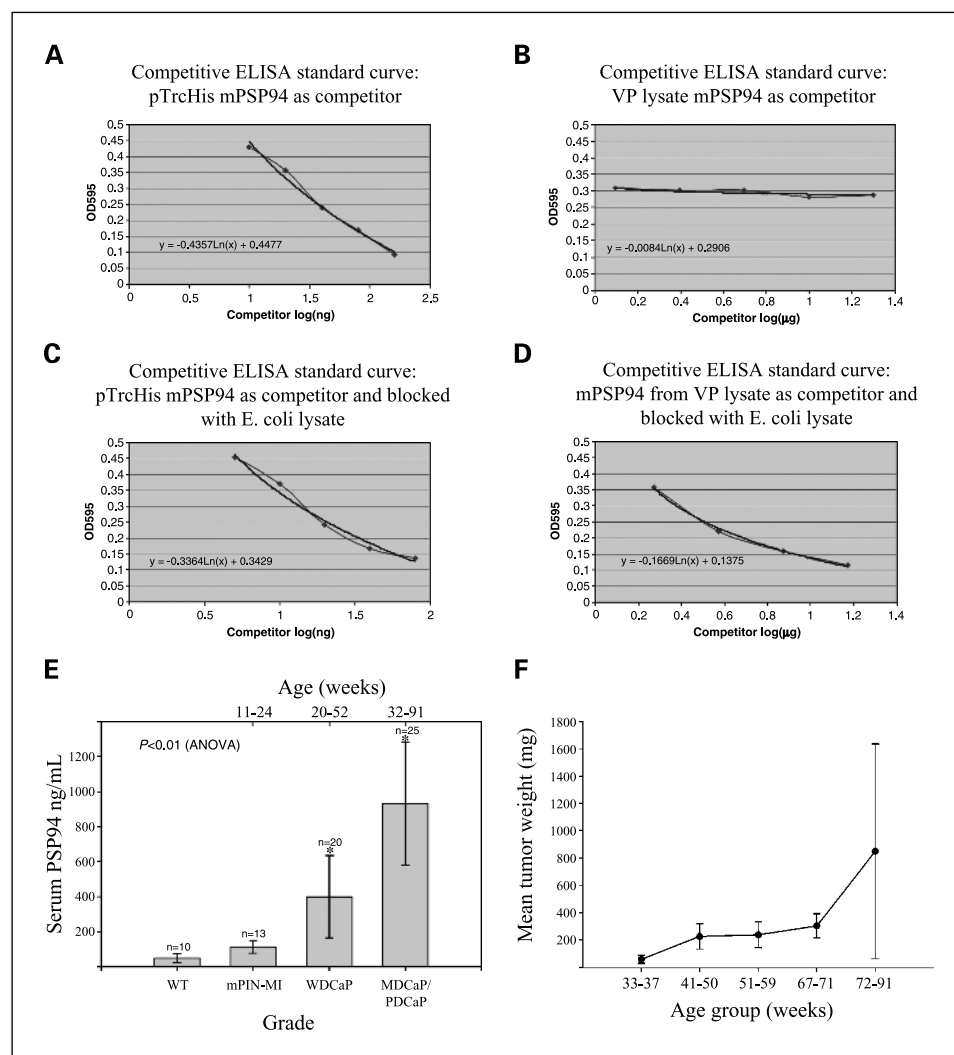 A
Competitive ELISA standard curve:
pTrcHis mPSP94 as competitor
0.5
0.45
0.4
0.35
0.3
0.25
0.2
0.15
0.1
0.05
0
OD595
y = -0.4357Ln(x) + 0.4477
0 0.5 1 1.5 2 2.5
Competitor log(ng)
B
Competitive ELISA standard curve:
VP lysate mPSP94 as competitor
0.5
0.45
0.4
0.35
0.3
0.25
0.2
0.15
0.1
0.05
0
OD595
y = -0.0084Ln(x) + 0.2906
0 0.2 0.4 0.6 0.8 1 1.2 1.4
Competitor log(µg)
C
Competitive ELISA standard curve:
pTrcHis mPSP94 as competitor and blocked
with E. coli lysate
0.5
0.45
0.4
0.35
0.3
0.25
0.2
0.15
0.1
0.05
0
OD595
y = -0.3364Ln(x) + 0.3429
0 0.5 1 1.5 2
Competitor log(ng)
D
Competitive ELISA standard curve:
mPSP94 from VP lysate as competitor and
blocked with E. coli lysate
0.5
0.45
0.4
0.35
0.3
0.25
0.2
0.15
0.1
0.05
0
OD595
y = -0.1669Ln(x) + 0.1375
0 0.2 0.4 0.6 0.8 1 1.2 1.4
Competitor log(µg)
E
Age (weeks)
11-24 20-52 32-91
P<0.01 (ANOVA)
n=25
*
n=20
*
n=13
n=10
1200
1000
800
600
400
200
Serum PSP94 ng/mL
WT mPIN-MI WDCaP MDCaP/
PDCaP
Grade
F
1800
1600
1400
1200
1000
800
600
400
200
0
Mean tumor weight (mg)
33-37 41-50 51-59 67-71 72-91
Age group (weeks)